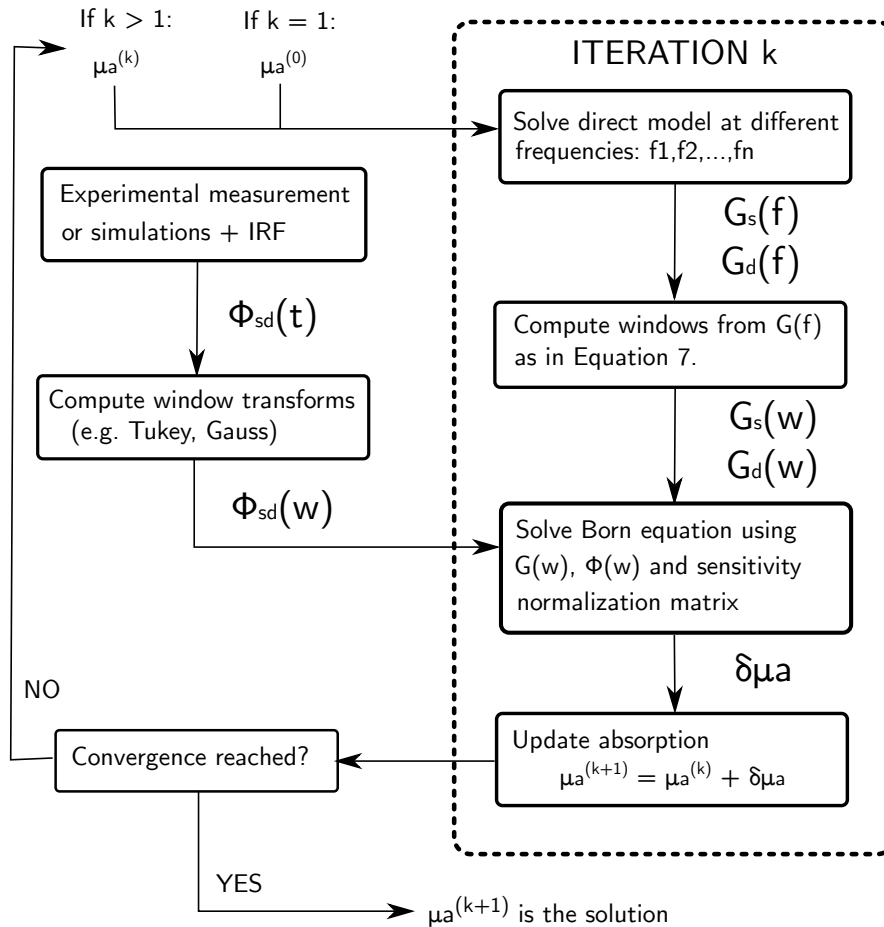 If k > 1:
μa⁽ᵏ⁾
If k = 1:
μa⁽⁰⁾
ITERATION k
Solve direct model at different
frequencies: f1,f2,...,fn
Gs(f)
Gd(f)
Experimental measurement
or simulations + IRF
Φsd(t)
Compute windows from G(f)
as in Equation 7.
Compute window transforms
(e.g. Tukey, Gauss)
Gs(w)
Gd(w)
Φsd(w)
Solve Born equation using
G(w), Φ(w) and sensitivity
normalization matrix
δμa
Update absorption
μa⁽ᵏ⁺¹⁾ = μa⁽ᵏ⁾ + δμa
NO
Convergence reached?
YES
μa⁽ᵏ⁺¹⁾ is the solution